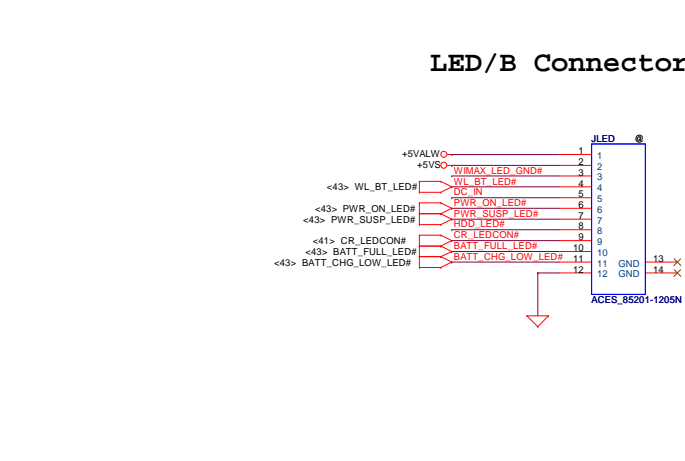 LED/B Connector
JLED @
+5VALW 1 1
+5VS 2 2
WIMAX_LED_GND# 3 3
<43> WL_BT_LED# WL_BT_LED# 4 4
DC_IN 5 5
<43> PWR_ON_LED# PWR_ON_LED# 6 6
<43> PWR_SUSP_LED# PWR_SUSP_LED# 7 7
HDD_LED# 8 8
<41> CR_LEDCON# CR_LEDCON# 9 9
<43> BATT_FULL_LED# BATT_FULL_LED# 10 10
<43> BATT_CHG_LOW_LED# BATT_CHG_LOW_LED# 11 11 GND 13
12 12 GND 14
ACES_85201-1205N